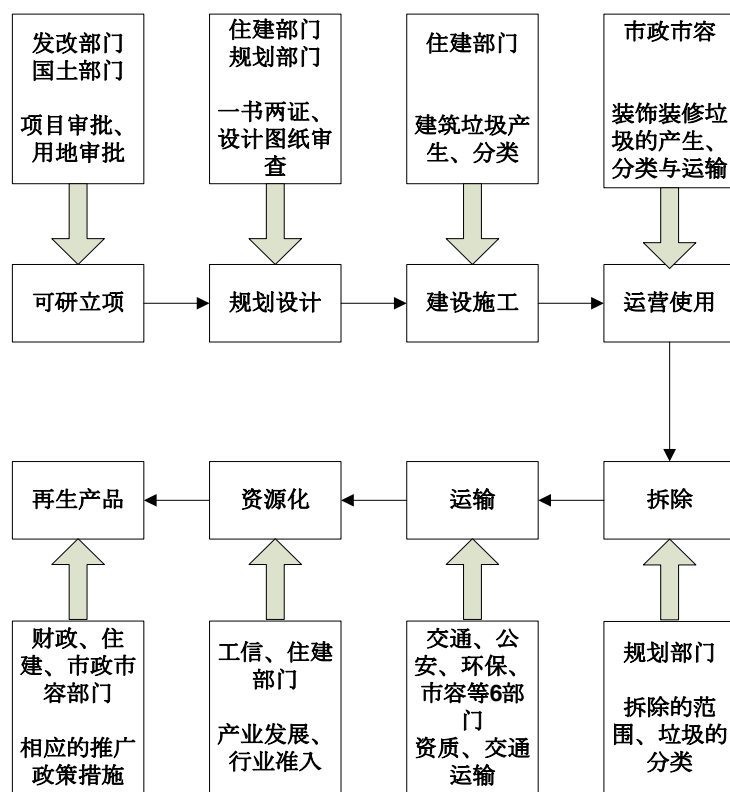 发改部门
国土部门
项目审批、
用地审批
住建部门
规划部门
一书两证、
设计图纸审
查
住建部门
建筑垃圾产
生、分类
市政市容
装饰装修垃
圾的产生、
分类与运输
可研立项
规划设计
建设施工
运营使用
再生产品
资源化
运输
拆除
财政、住
建、市政市
容部门
相应的推广
政策措施
工信、住建
部门
产业发展、
行业准入
交通、公
安、环保、
市容等6部
门
资质、交通
运输
规划部门
拆除的范
围、垃圾的
分类